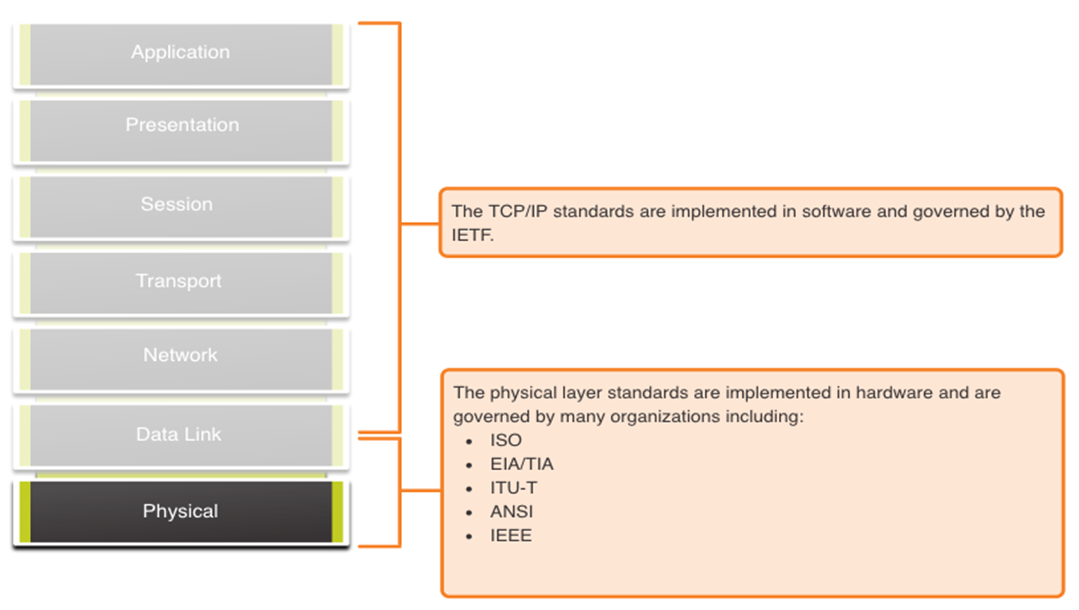 Application
Presentation
Session
Transport
Network
Data Link
Physical
The TCP/IP standards are implemented in software and governed by the
IETF.
The physical layer standards are implemented in hardware and are
governed by many organizations including:
• ISO
• EIA/TIA
• ITU-T
• ANSI
• IEEE